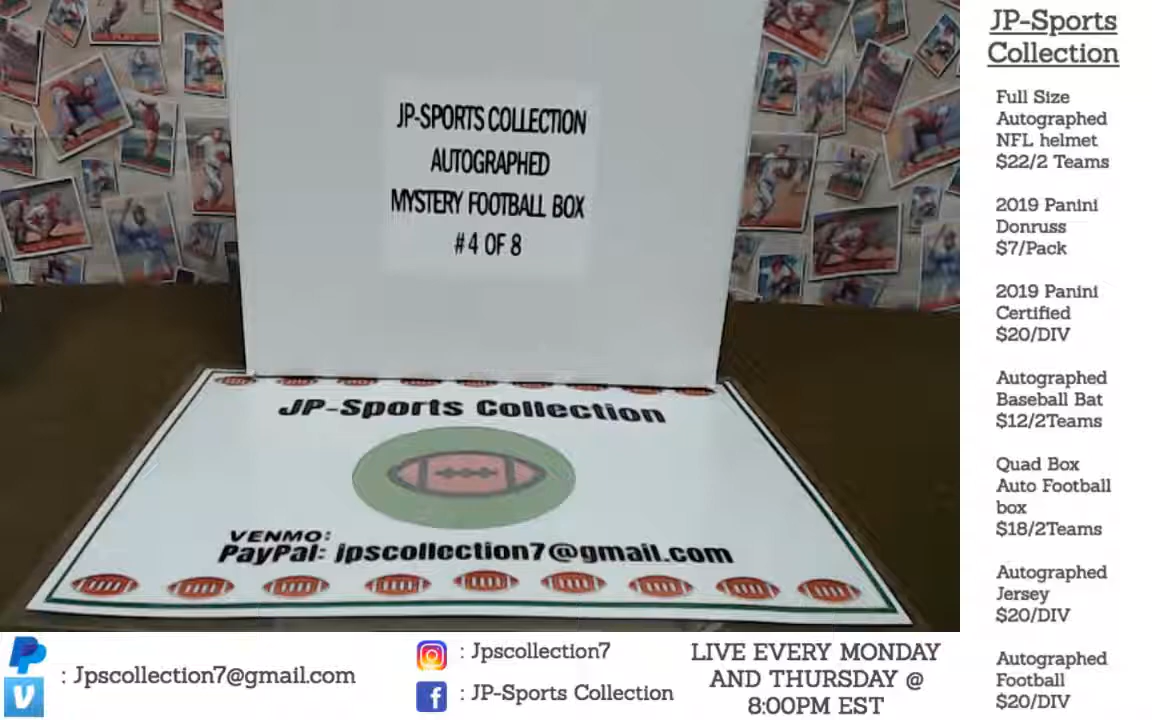 JP-SPORTS COLLECTION
AUTOGRAPHED
MYSTERY FOOTBALL BOX
# 4 OF 8
JP-Sports Collection
VENMO:
PayPal: jpscollection7@gmail.com
: Jpscollection7@gmail.com
: Jpscollection7
: JP-Sports Collection
LIVE EVERY MONDAY
AND THURSDAY @
8:00PM EST
JP-Sports
Collection
Full Size
Autographed
NFL helmet
$22/2 Teams
2019 Panini
Donruss
$7/Pack
2019 Panini
Certified
$20/DIV
Autographed
Baseball Bat
$12/2Teams
Quad Box
Auto Football
box
$18/2Teams
Autographed
Jersey
$20/DIV
Autographed
Football
$20/DIV